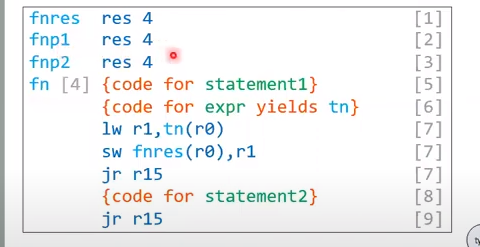 fnres res 4 [1]
fnp1 res 4 [2]
fnp2 res 4 [3]
fn [4] {code for statement1} [5]
{code for expr yields tn} [6]
lw r1,tn(r0) [7]
sw fnres(r0),r1 [7]
jr r15 [7]
{code for statement2} [8]
jr r15 [9]